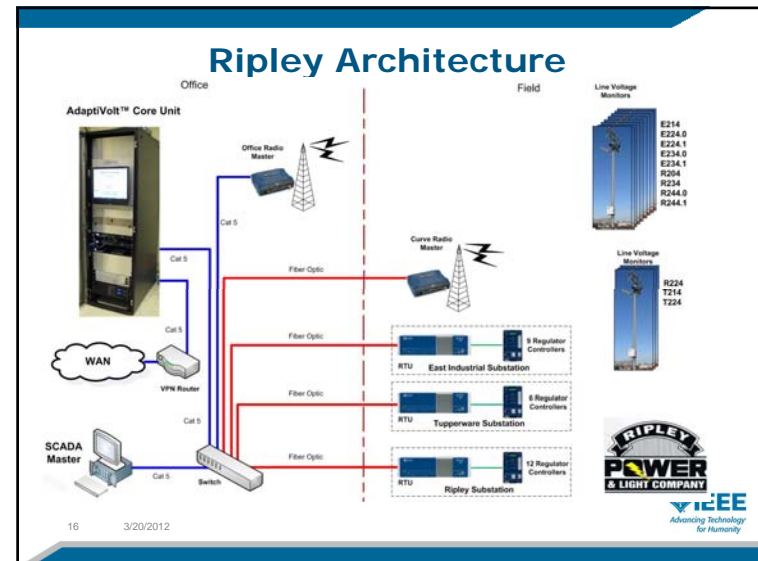 Ripley Architecture
Office
Field
AdaptiVolt™ Core Unit
Office Radio
Master
Cat 5
Cat 5
Cat 5
WAN
VPN Router
Cat 5
SCADA
Master
Cat 5
Switch
Fiber Optic
Fiber Optic
Fiber Optic
Fiber Optic
Curve Radio
Master
RTU
9 Regulator
Controllers
East Industrial Substation
RTU
6 Regulator
Controllers
Tupperware Substation
RTU
12 Regulator
Controllers
Ripley Substation
Line Voltage
Monitors
E214
E224.0
E224.1
E234.0
E234.1
R204
R234
R244.0
R244.1
Line Voltage
Monitors
R224
T214
T224
RIPLEY
POWER
& LIGHT COMPANY
IEEE
Advancing Technology
for Humanity
16
3/20/2012